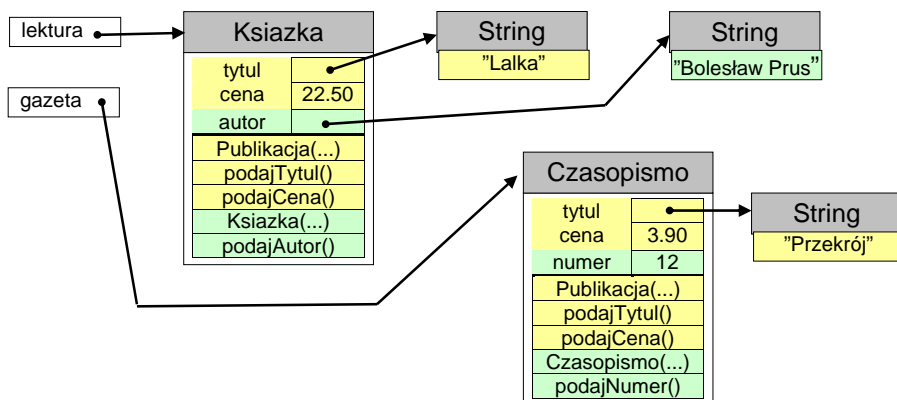 lektura
gazeta
Ksiazka
tytul
cena 22.50
autor
Publikacja(...)
podajTytul()
podajCena()
Ksiazka(...)
podajAutor()
String
"Lalka"
String
"Bolesław Prus"
Czasopismo
tytul
cena 3.90
numer 12
Publikacja(...)
podajTytul()
podajCena()
Czasopismo(...)
podajNumer()
String
"Przekrój"